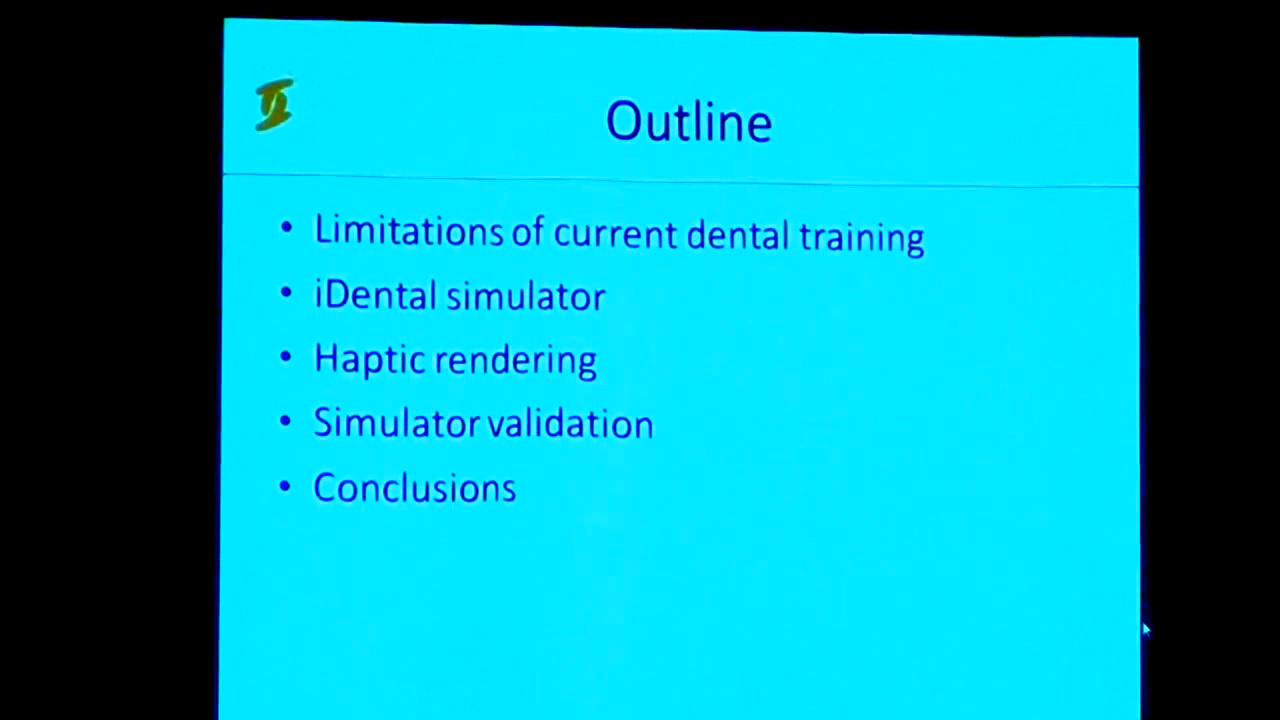 Outline
• Limitations of current dental training
• iDental simulator
• Haptic rendering
• Simulator validation
• Conclusions